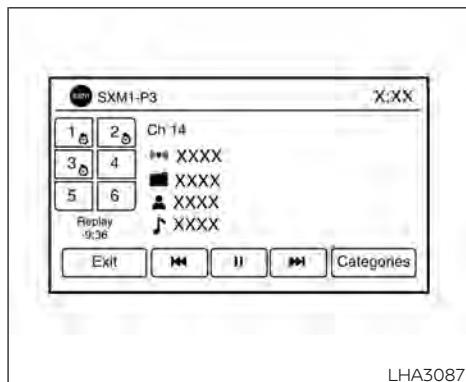 sxm SXM1-P3 X:XX
1 2 Ch 14
XXXX
3 4
XXXX
5 6 XXXX
Replay
-9:36
XXXX
Exit Categories
LHA3087